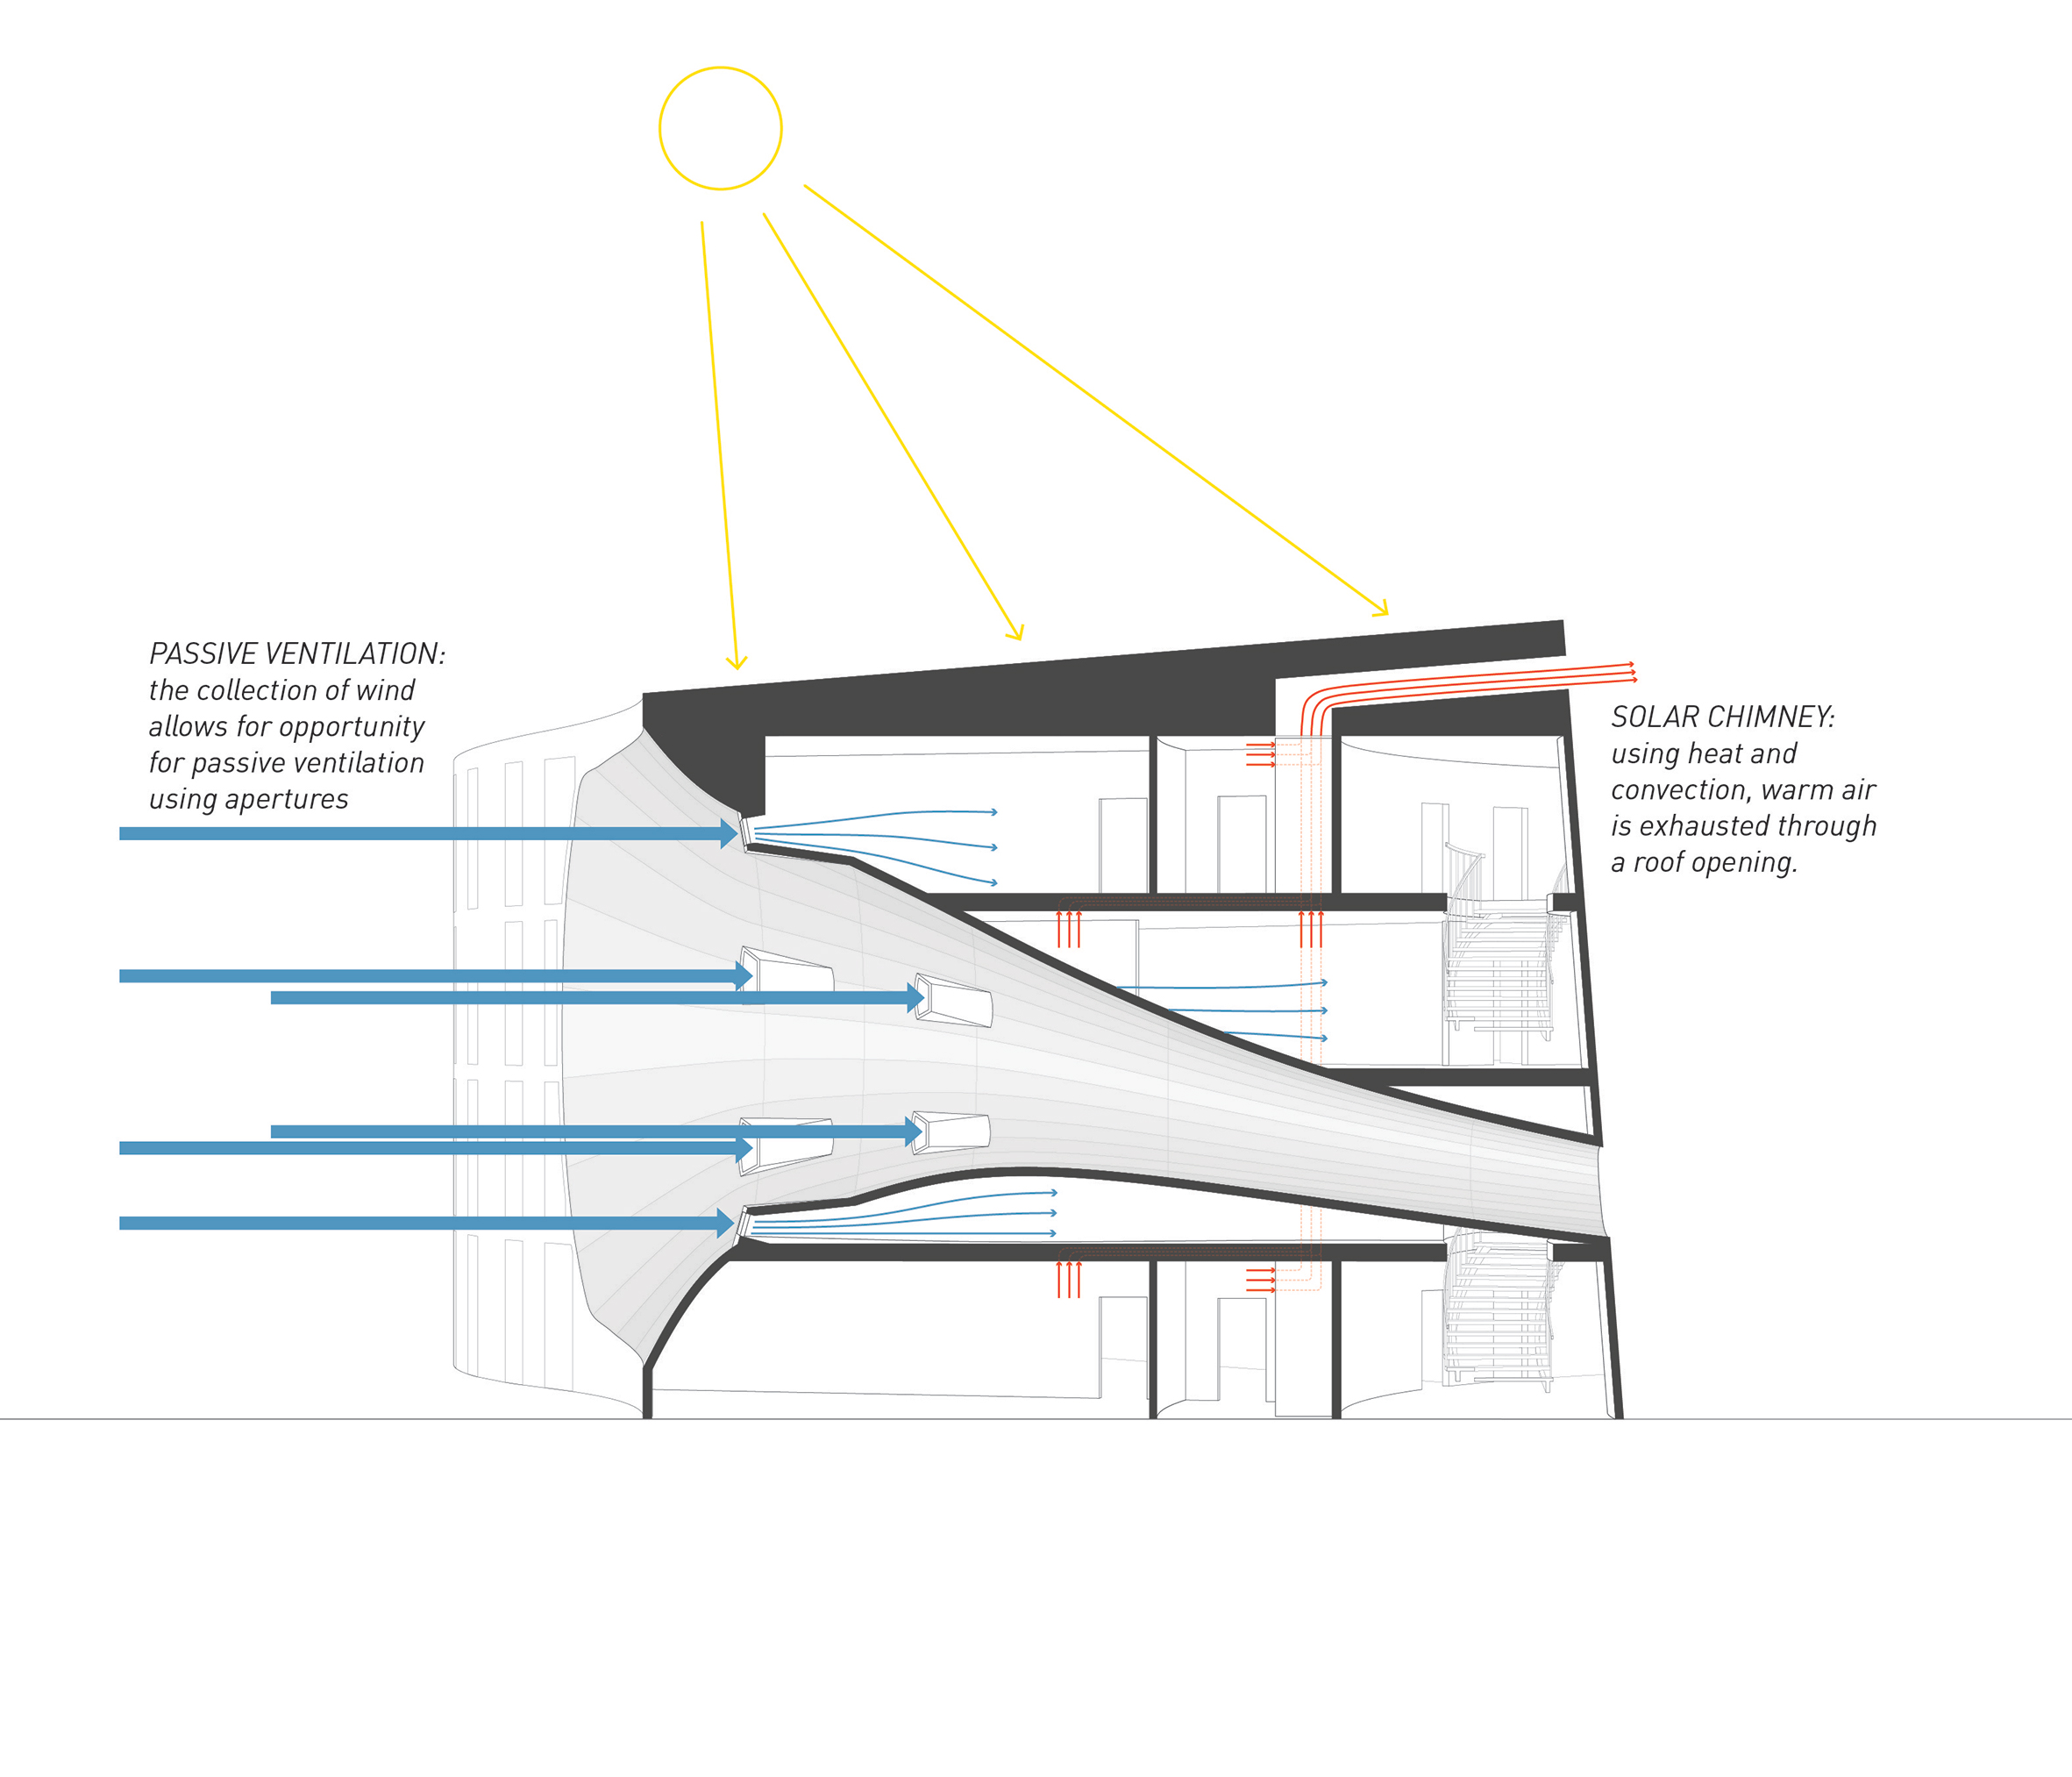 PASSIVE VENTILATION:
the collection of wind
allows for opportunity
for passive ventilation
using apertures
SOLAR CHIMNEY:
using heat and
convection, warm air
is exhausted through
a roof opening.